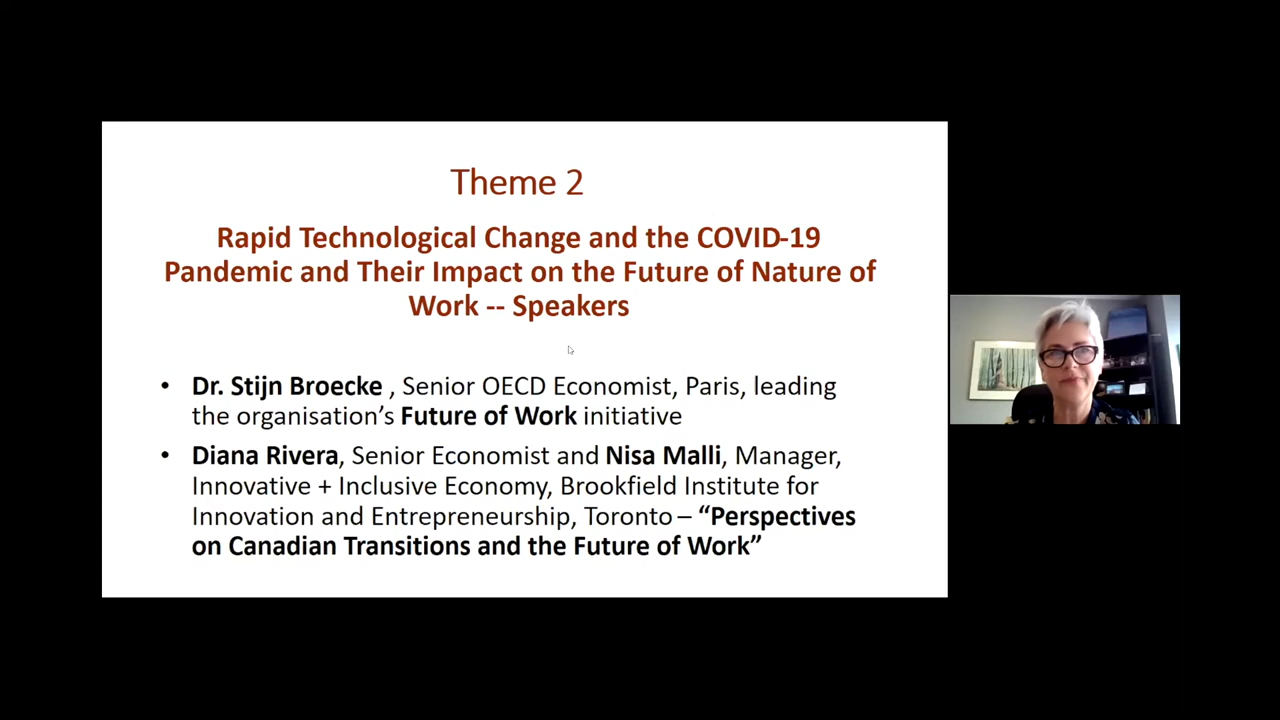 Theme 2
Rapid Technological Change and the COVID-19
Pandemic and Their Impact on the Future of Nature of
Work -- Speakers
• Dr. Stijn Broecke , Senior OECD Economist, Paris, leading
the organisation’s Future of Work initiative
• Diana Rivera, Senior Economist and Nisa Malli, Manager,
Innovative + Inclusive Economy, Brookfield Institute for
Innovation and Entrepreneurship, Toronto – “Perspectives
on Canadian Transitions and the Future of Work”